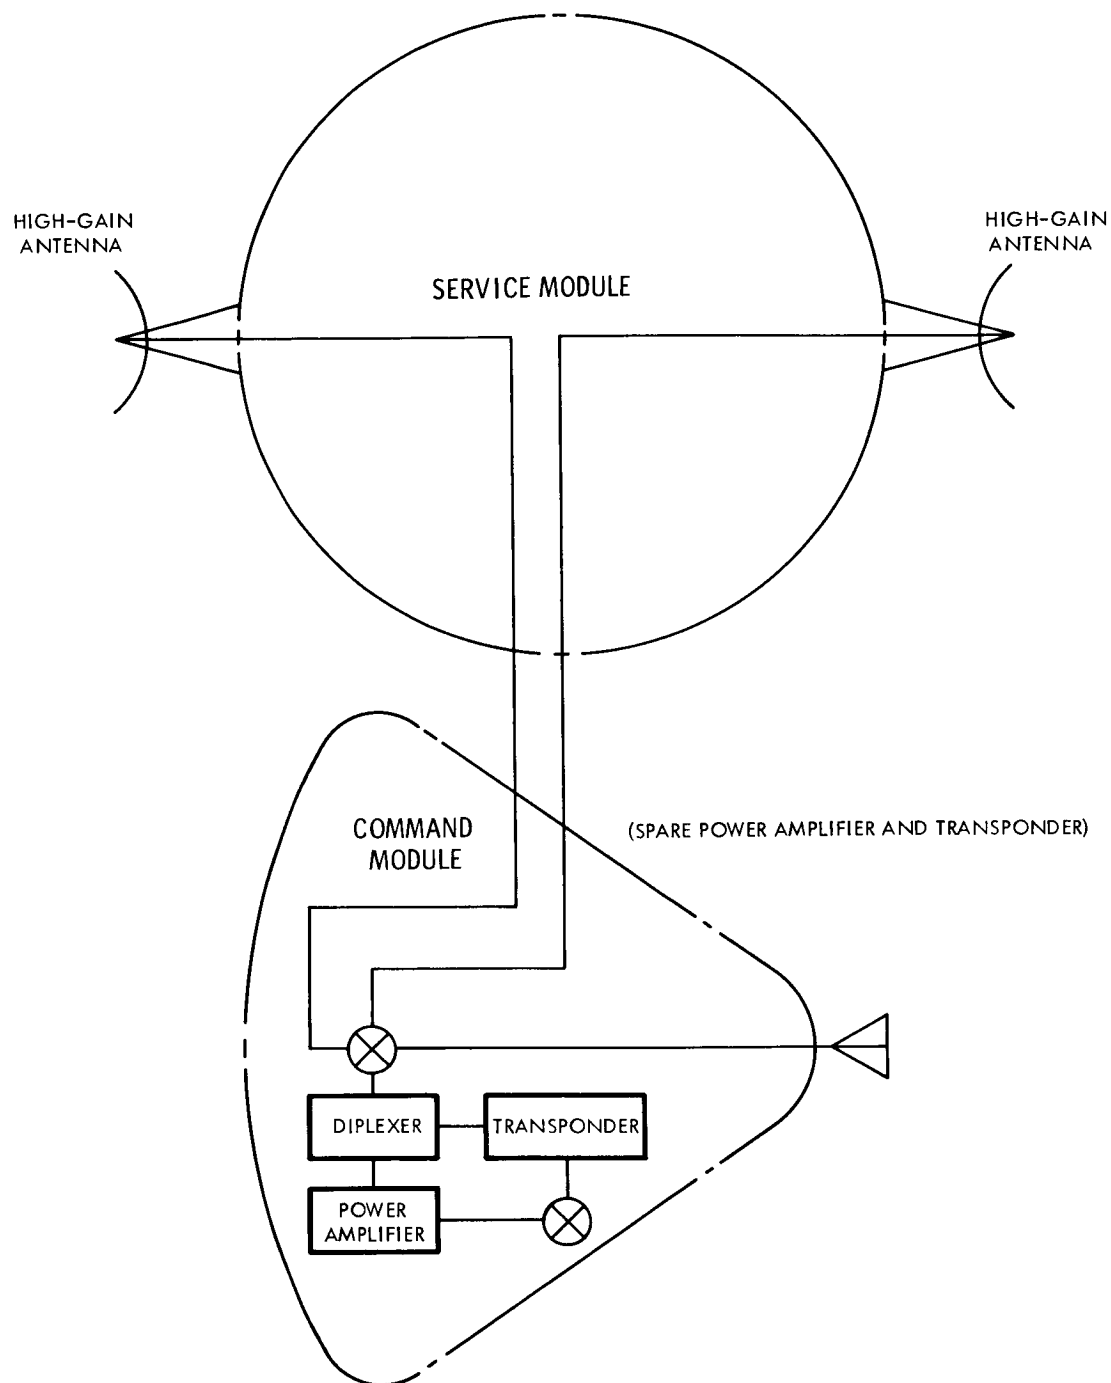 HIGH-GAIN
ANTENNA
HIGH-GAIN
ANTENNA
SERVICE MODULE
COMMAND
MODULE
(SPARE POWER AMPLIFIER AND TRANSPONDER)
DIPLEXER
TRANSPONDER
POWER
AMPLIFIER